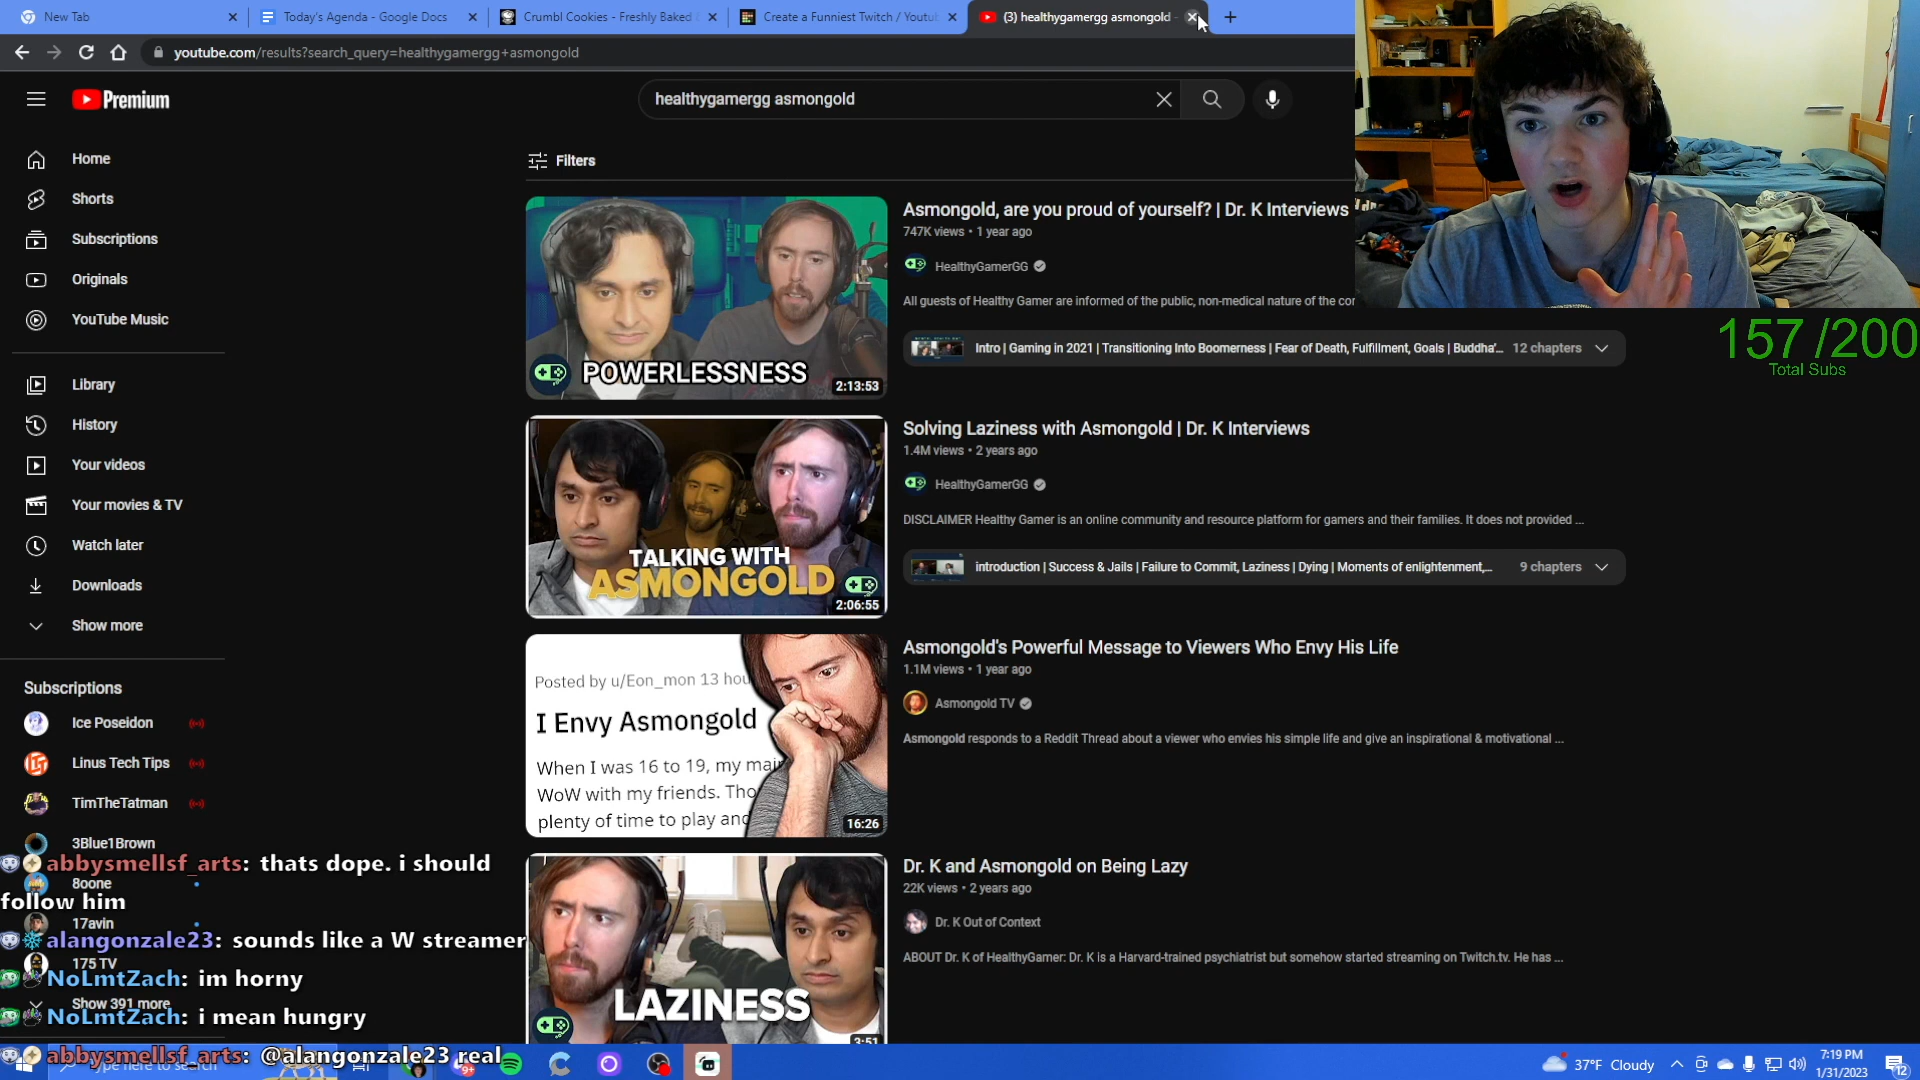 New Tab
Today's Agenda - Google Docs
Crumbl Cookies - Freshly Baked
Create a Funniest Twitch / Youtu
(3) healthygamergg asmongold
youtube.com/results?search_query=healthygamergg+asmongold
Premium
healthygamergg asmongold
Home
Shorts
Subscriptions
Originals
YouTube Music
Library
History
Your videos
Your movies & TV
Watch later
Downloads
Show more
Subscriptions
Ice Poseidon
Linus Tech Tips
TimTheTatman
3Blue1Brown
8oone
17avin
175 TV
Show 391 more
Filters
POWERLESSNESS
2:13:53
Asmongold, are you proud of yourself? | Dr. K Interviews
747K views • 1 year ago
HealthyGamerGG
All guests of Healthy Gamer are informed of the public, non-medical nature of the cor
Intro | Gaming in 2021 | Transitioning Into Boomerness | Fear of Death, Fulfillment, Goals | Buddha'... 12 chapters
TALKING WITH
ASMONGOLD
2:06:55
Solving Laziness with Asmongold | Dr. K Interviews
1.4M views • 2 years ago
HealthyGamerGG
DISCLAIMER Healthy Gamer is an online community and resource platform for gamers and their families. It does not provided ...
introduction | Success & Jails | Failure to Commit, Laziness | Dying | Moments of enlightenment,... 9 chapters
Posted by u/Eon_mon 13 hou
I Envy Asmongold
When I was 16 to 19, my mai
WoW with my friends. Tho
plenty of time to play and
16:26
Asmongold's Powerful Message to Viewers Who Envy His Life
1.1M views • 1 year ago
Asmongold TV
Asmongold responds to a Reddit Thread about a viewer who envies his simple life and give an inspirational & motivational ...
LAZINESS
3:51
Dr. K and Asmongold on Being Lazy
22K views • 2 years ago
Dr. K Out of Context
ABOUT Dr. K of HealthyGamer: Dr. K is a Harvard-trained psychiatrist but somehow started streaming on Twitch.tv. He has ...
157 /200
Total Subs
abbysmellsf_arts: thats dope. i should
follow him
alangonzale23: sounds like a W streamer
NoLmtZach: im horny
NoLmtZach: i mean hungry
abbysmellsf_arts: @alangonzale23 real
Type here to search
9+
37°F Cloudy
7:19 PM
1/31/2023
12